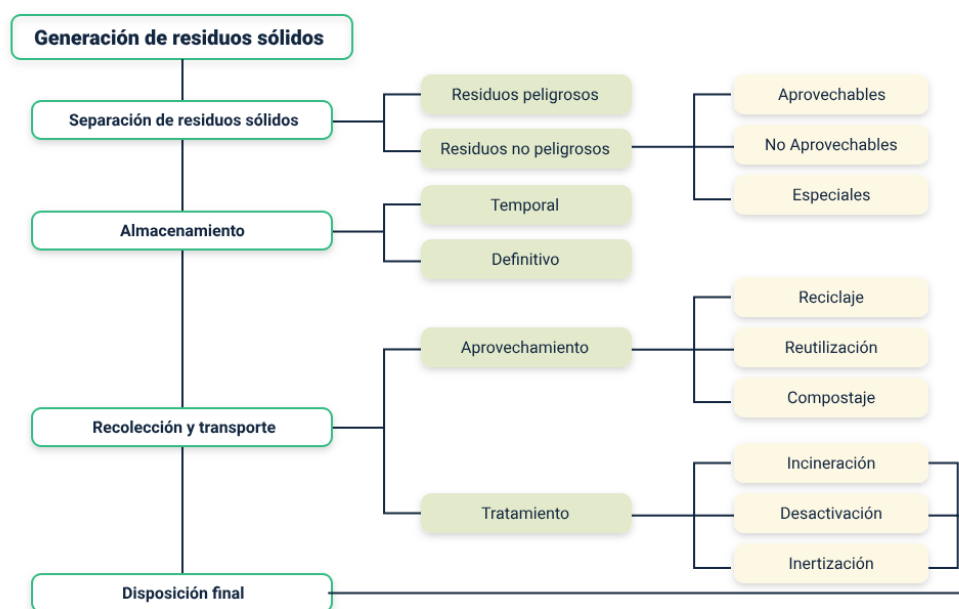 Generación de residuos sólidos
Separación de residuos sólidos
Residuos peligrosos
Residuos no peligrosos
Aprovechables
No Aprovechables
Especiales
Almacenamiento
Temporal
Definitivo
Recolección y transporte
Aprovechamiento
Reciclaje
Reutilización
Compostaje
Tratamiento
Incineración
Desactivación
Inertización
Disposición final